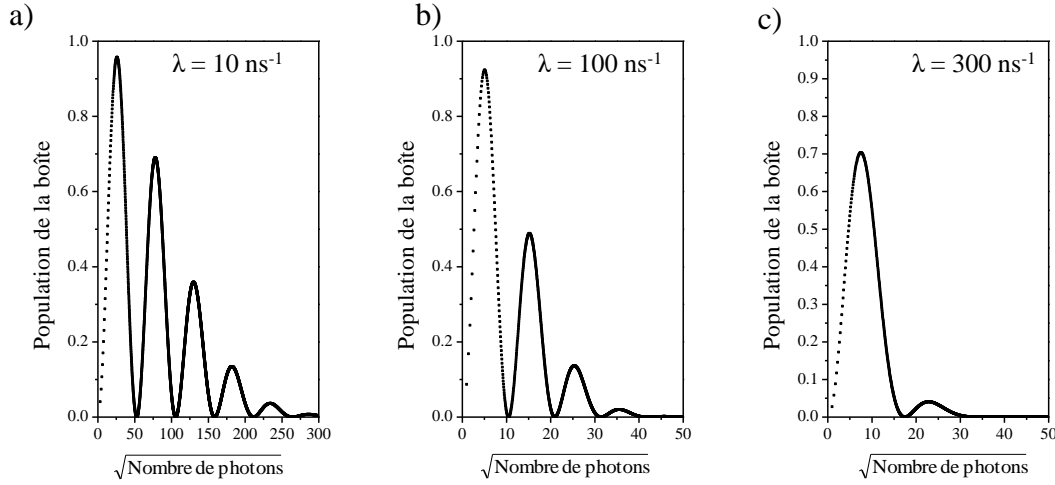 a)
λ = 10 ns⁻¹
Population de la boîte
1.0
0.8
0.6
0.4
0.2
0.0
0 50 100 150 200 250 300
√Nombre de photons
b)
λ = 100 ns⁻¹
Population de la boîte
1.0
0.8
0.6
0.4
0.2
0.0
0 10 20 30 40 50
√Nombre de photons
c)
λ = 300 ns⁻¹
Population de la boîte
1.0
0.9
0.8
0.7
0.6
0.5
0.4
0.3
0.2
0.1
0.0
0 10 20 30 40 50
√Nombre de photons